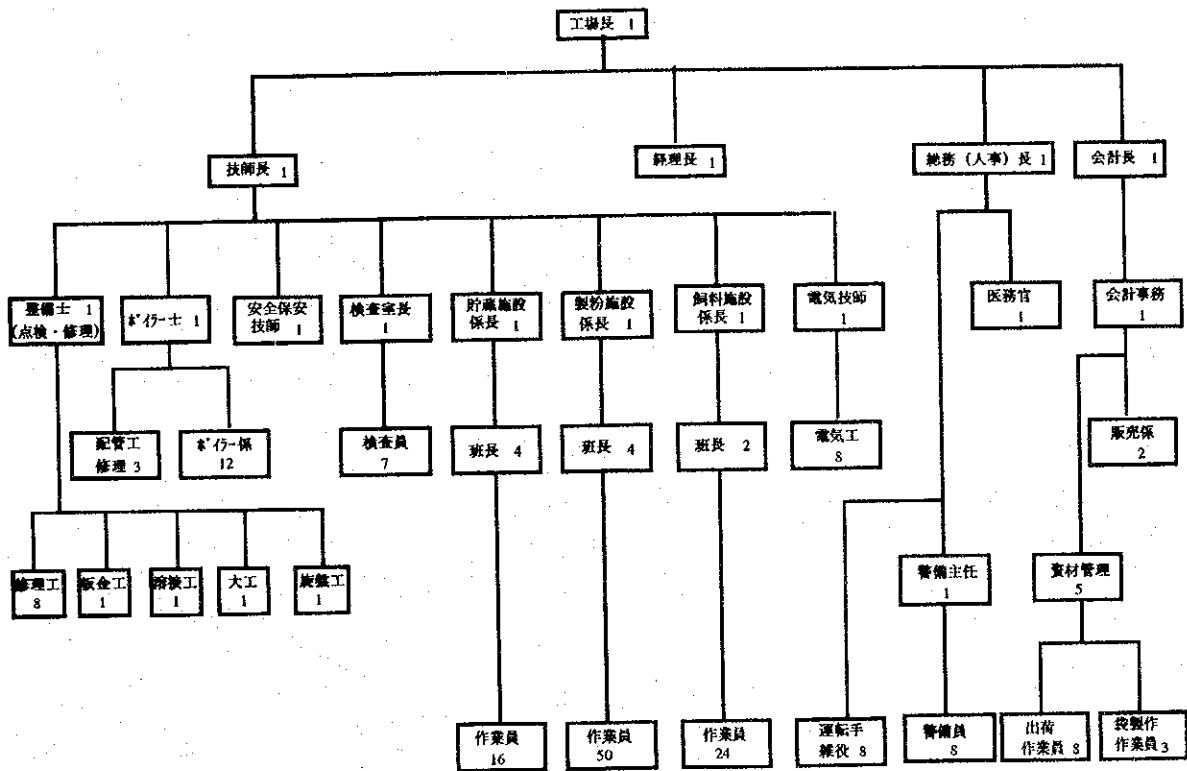 工場長 1
技師長 1
経理長 1
総務（人事）長 1
会計長 1
整備士 1
(点検・修理)
ﾎﾞｲﾗｰ士 1
安全保安
技師 1
検査室長
1
貯蔵施設
係長 1
製粉施設
係長 1
飼料施設
係長 1
電気技師
1
医務官
1
会計事務
1
配管工
修理 3
ﾎﾞｲﾗｰ係
12
検査員
7
班長 4
班長 4
班長 2
電気工
8
販売係
2
修理工
8
鈑金工
1
溶接工
1
大工
1
旋盤工
1
警備主任
1
資材管理
5
作業員
16
作業員
50
作業員
24
運転手
雑役 8
警備員
8
出荷
作業員 8
袋製作
作業員 3